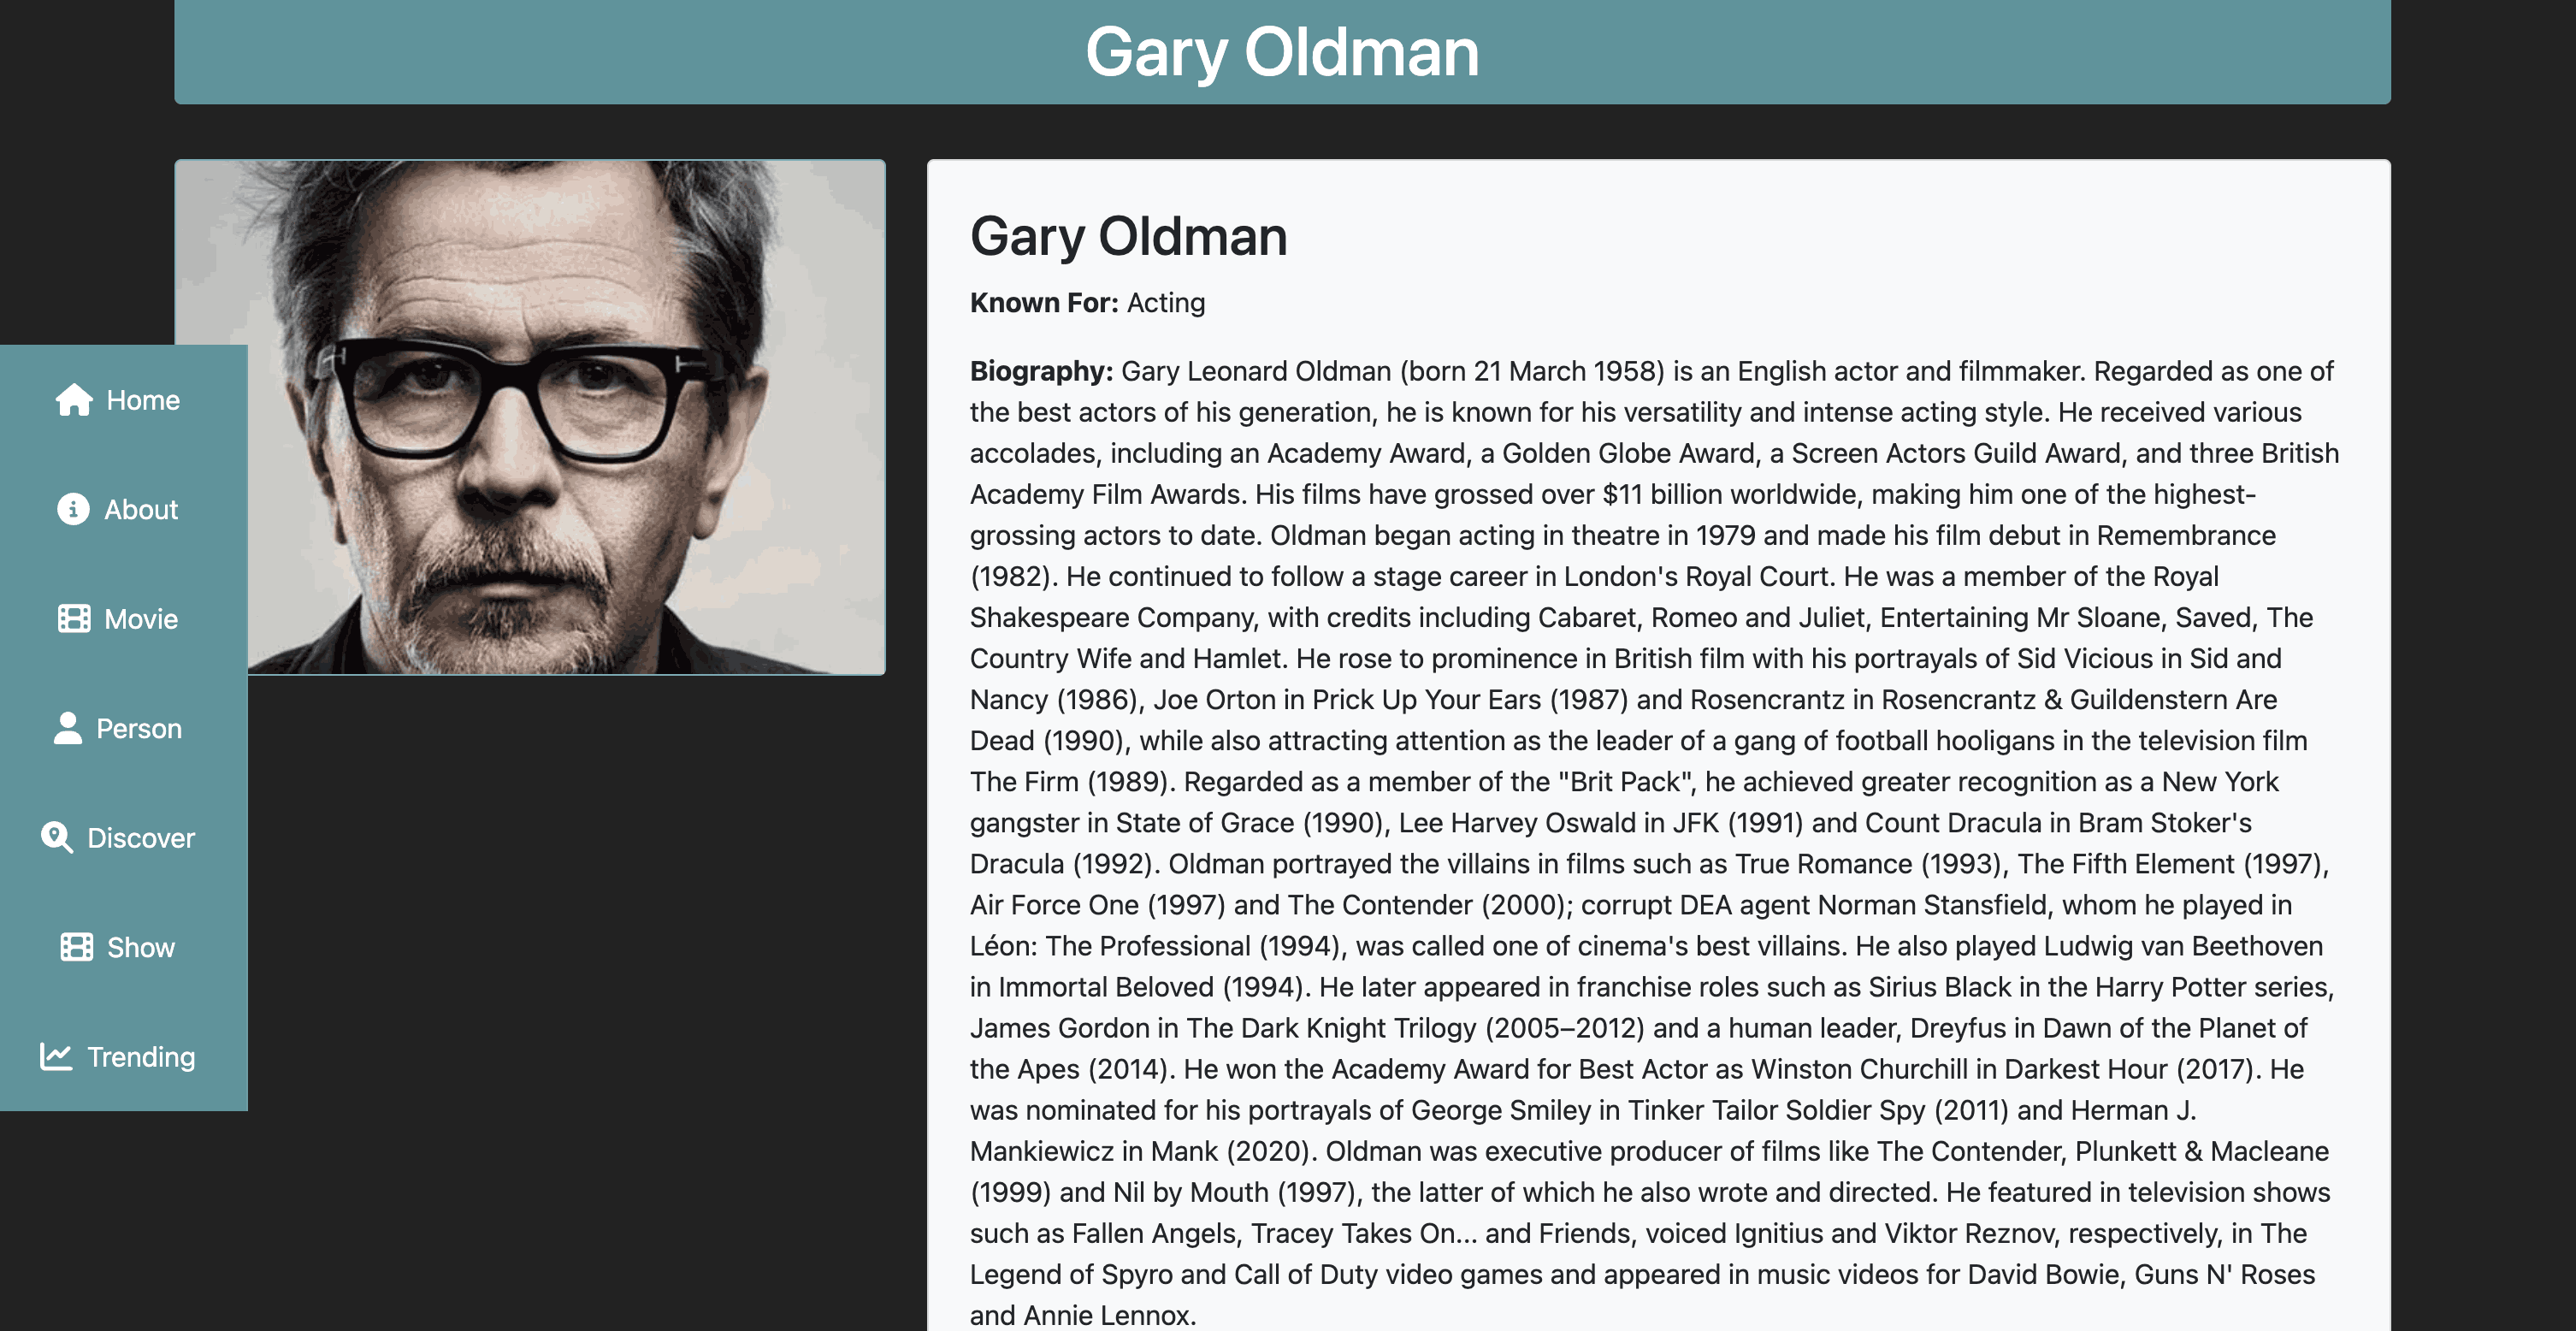 Gary Oldman
Home
About
Movie
Person
Discover
Show
Trending
Gary Oldman
Known For: Acting
Biography: Gary Leonard Oldman (born 21 March 1958) is an English actor and filmmaker. Regarded as one of
the best actors of his generation, he is known for his versatility and intense acting style. He received various
accolades, including an Academy Award, a Golden Globe Award, a Screen Actors Guild Award, and three British
Academy Film Awards. His films have grossed over $11 billion worldwide, making him one of the highest-
grossing actors to date. Oldman began acting in theatre in 1979 and made his film debut in Remembrance
(1982). He continued to follow a stage career in London's Royal Court. He was a member of the Royal
Shakespeare Company, with credits including Cabaret, Romeo and Juliet, Entertaining Mr Sloane, Saved, The
Country Wife and Hamlet. He rose to prominence in British film with his portrayals of Sid Vicious in Sid and
Nancy (1986), Joe Orton in Prick Up Your Ears (1987) and Rosencrantz in Rosencrantz & Guildenstern Are
Dead (1990), while also attracting attention as the leader of a gang of football hooligans in the television film
The Firm (1989). Regarded as a member of the "Brit Pack", he achieved greater recognition as a New York
gangster in State of Grace (1990), Lee Harvey Oswald in JFK (1991) and Count Dracula in Bram Stoker's
Dracula (1992). Oldman portrayed the villains in films such as True Romance (1993), The Fifth Element (1997),
Air Force One (1997) and The Contender (2000); corrupt DEA agent Norman Stansfield, whom he played in
Léon: The Professional (1994), was called one of cinema's best villains. He also played Ludwig van Beethoven
in Immortal Beloved (1994). He later appeared in franchise roles such as Sirius Black in the Harry Potter series,
James Gordon in The Dark Knight Trilogy (2005–2012) and a human leader, Dreyfus in Dawn of the Planet of
the Apes (2014). He won the Academy Award for Best Actor as Winston Churchill in Darkest Hour (2017). He
was nominated for his portrayals of George Smiley in Tinker Tailor Soldier Spy (2011) and Herman J.
Mankiewicz in Mank (2020). Oldman was executive producer of films like The Contender, Plunkett & Macleane
(1999) and Nil by Mouth (1997), the latter of which he also wrote and directed. He featured in television shows
such as Fallen Angels, Tracey Takes On... and Friends, voiced Ignitius and Viktor Reznov, respectively, in The
Legend of Spyro and Call of Duty video games and appeared in music videos for David Bowie, Guns N' Roses
and Annie Lennox.